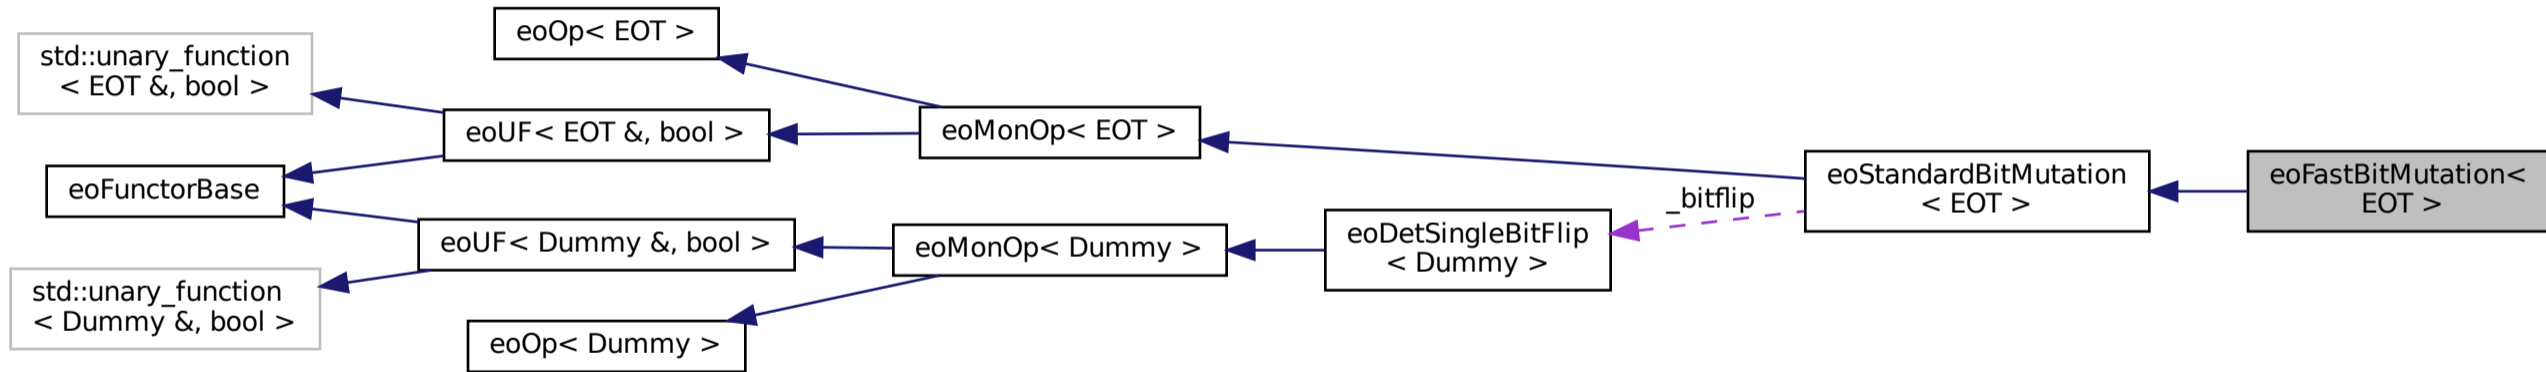 eoOp< EOT >
std::unary_function
< EOT &, bool >
eoUF< EOT &, bool >
eoMonOp< EOT >
eoFunctorBase
eoStandardBitMutation
< EOT >
eoFastBitMutation<
EOT >
_bitflip
eoUF< Dummy &, bool >
eoMonOp< Dummy >
eoDetSingleBitFlip
< Dummy >
std::unary_function
< Dummy &, bool >
eoOp< Dummy >